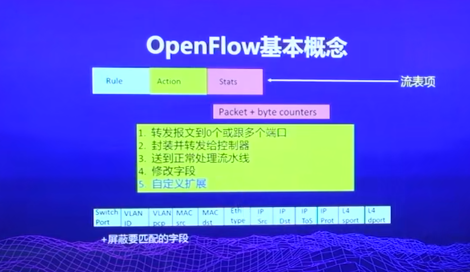 OpenFlow基本概念
Rule Action Stats
流表项
Packet + byte counters
1. 转发报文到0个或跟多个端口
2. 封装并转发给控制器
3. 送到正常处理流水线
4. 修改字段
5. 自定义扩展
Switch Port VLAN ID VLAN pcp MAC src MAC dst Eth type IP Src IP Dst IP ToS IP Prot L4 sport L4 dport
+屏蔽要匹配的字段